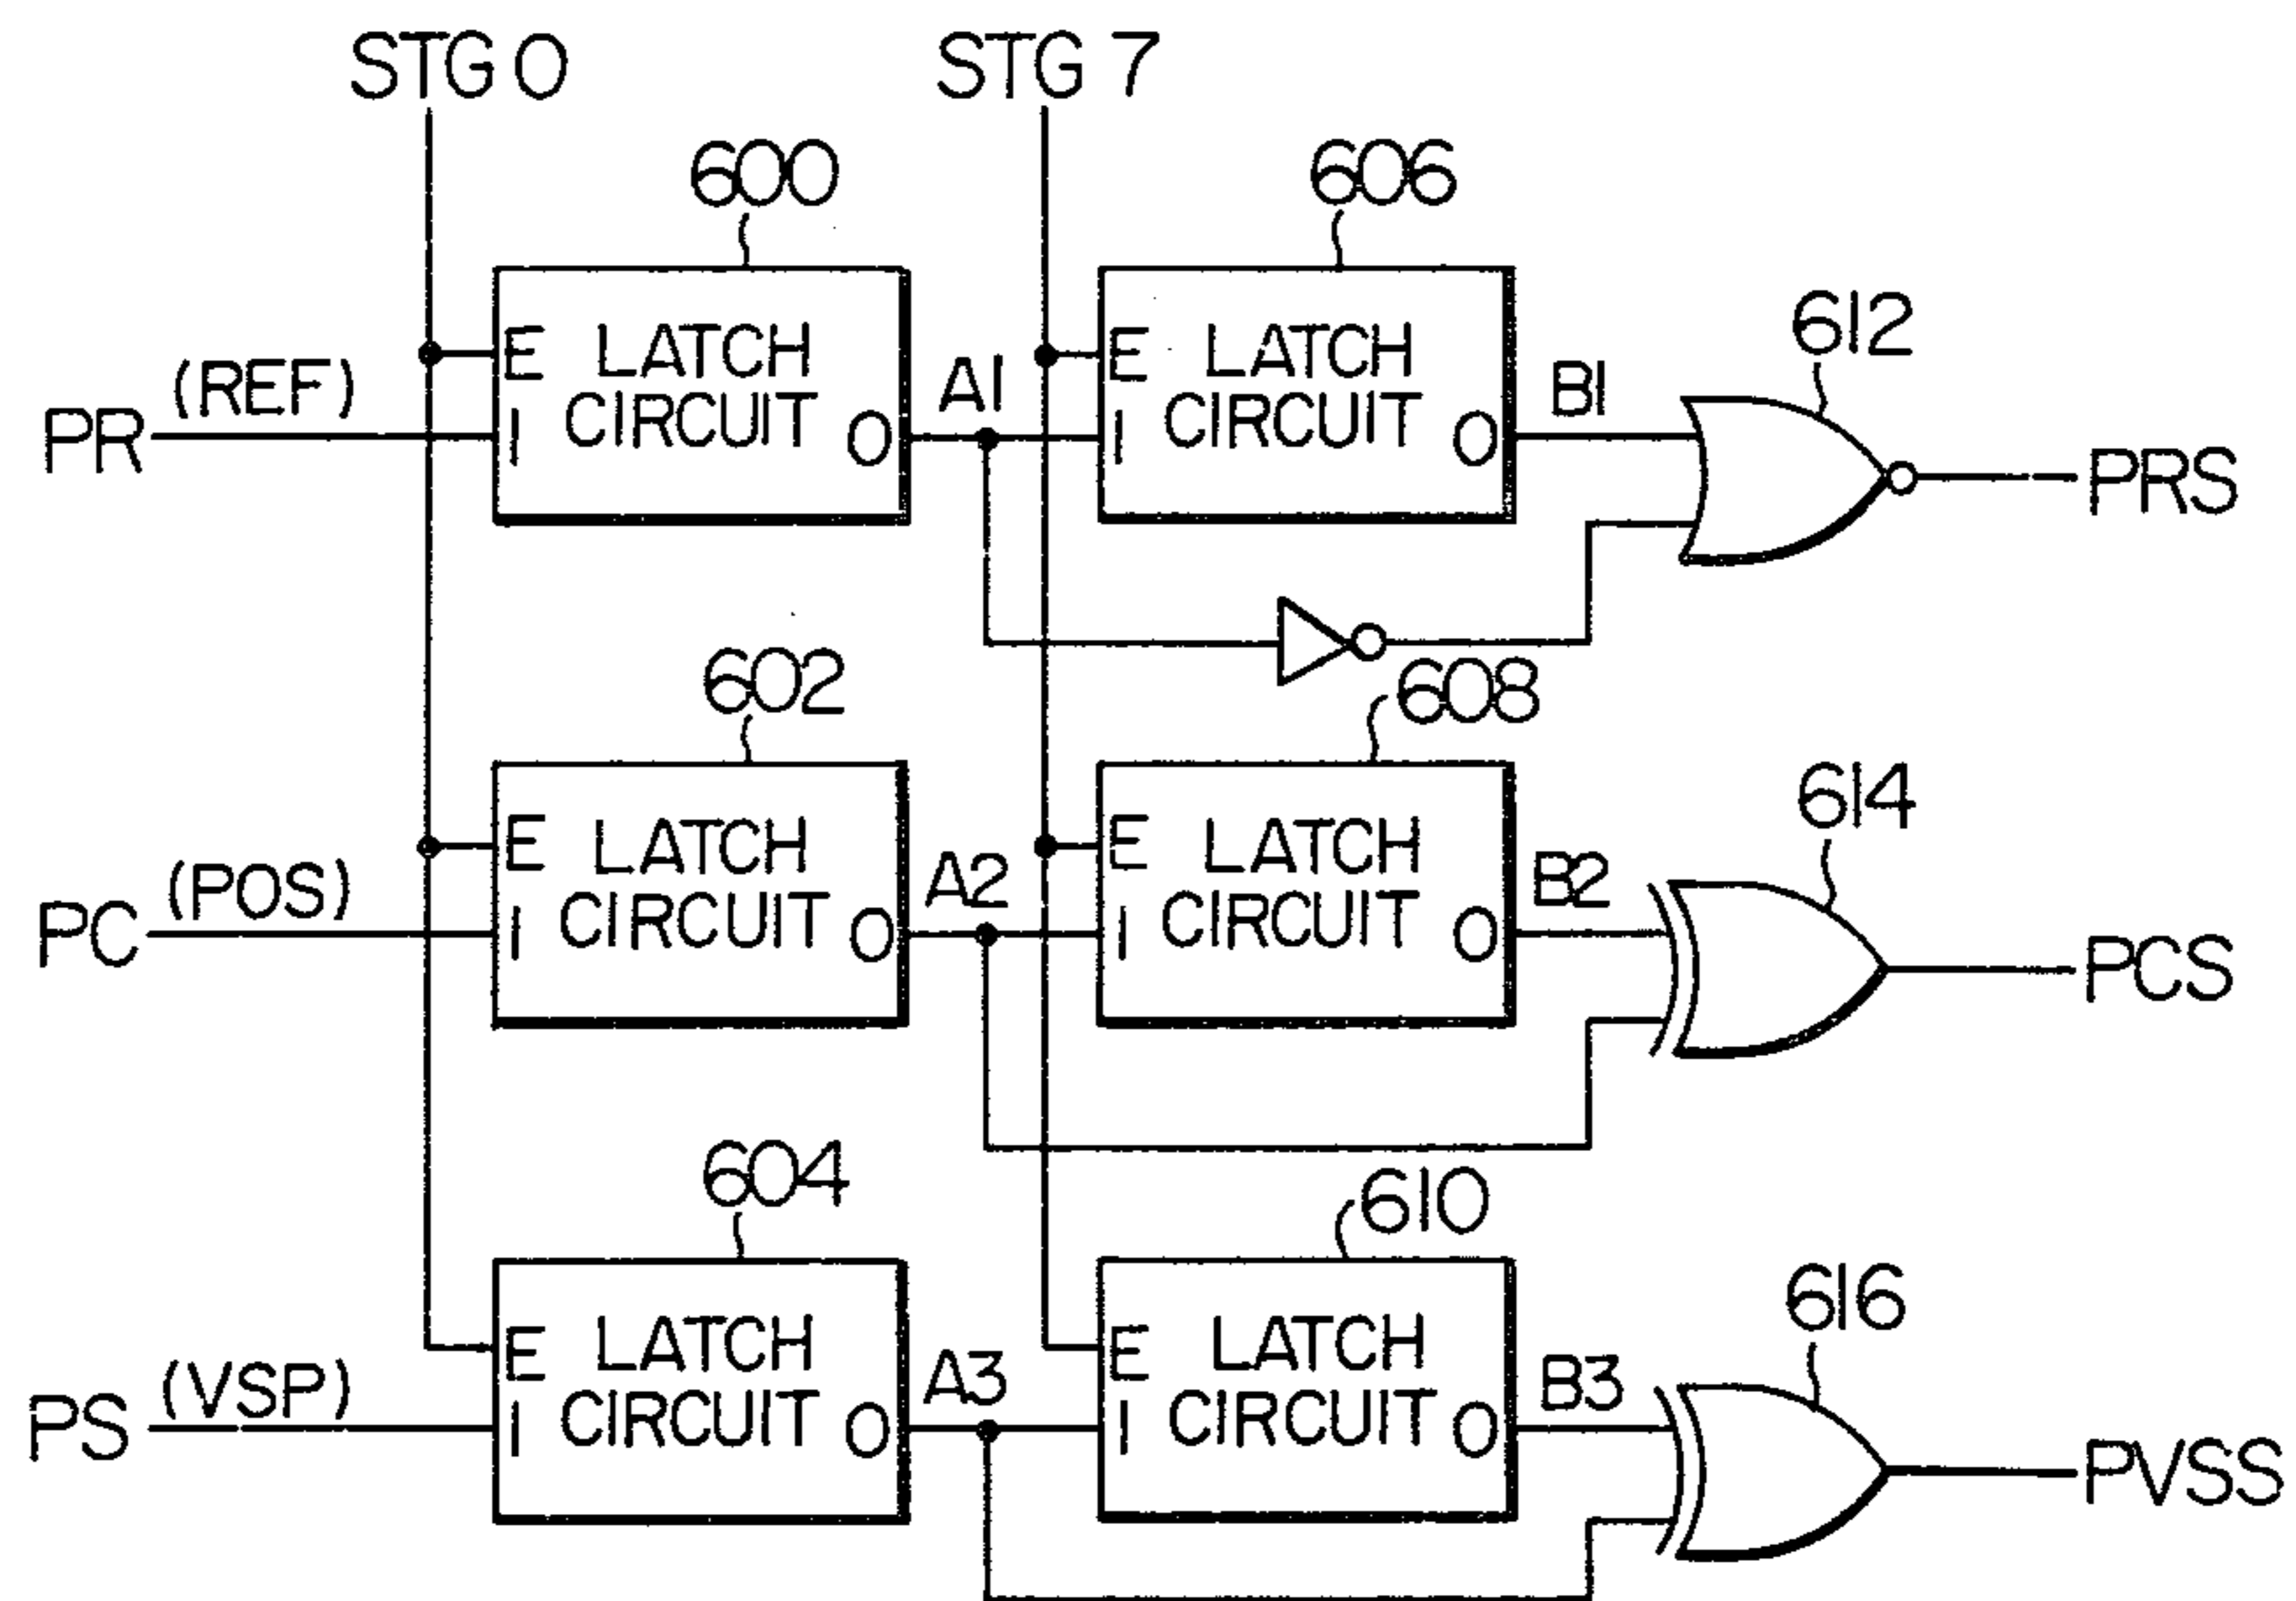 STG 0
STG 7
600
606
612
PR
(REF)
E LATCH
I CIRCUIT O
A1
E LATCH
I CIRCUIT O
B1
PRS
602
608
614
PC
(POS)
E LATCH
I CIRCUIT O
A2
E LATCH
I CIRCUIT O
B2
PCS
604
610
616
PS
(VSP)
E LATCH
I CIRCUIT O
A3
E LATCH
I CIRCUIT O
B3
PVSS